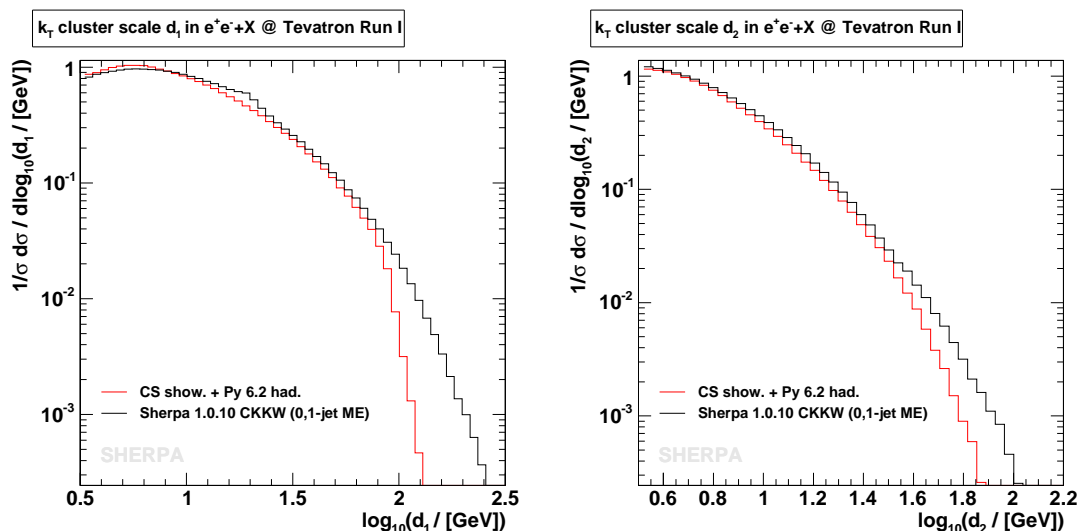 k_T cluster scale d_1 in e^+e^-+X @ Tevatron Run I
1/σ dσ / dlog_10(d_1 / [GeV])
1
10^-1
10^-2
10^-3
CS show. + Py 6.2 had.
Sherpa 1.0.10 CKKW (0,1-jet ME)
SHERPA
0.5 1 1.5 2 2.5
log_10(d_1 / [GeV])
k_T cluster scale d_2 in e^+e^-+X @ Tevatron Run I
1/σ dσ / dlog_10(d_2 / [GeV])
1
10^-1
10^-2
10^-3
CS show. + Py 6.2 had.
Sherpa 1.0.10 CKKW (0,1-jet ME)
SHERPA
0.6 0.8 1 1.2 1.4 1.6 1.8 2 2.2
log_10(d_2 / [GeV])